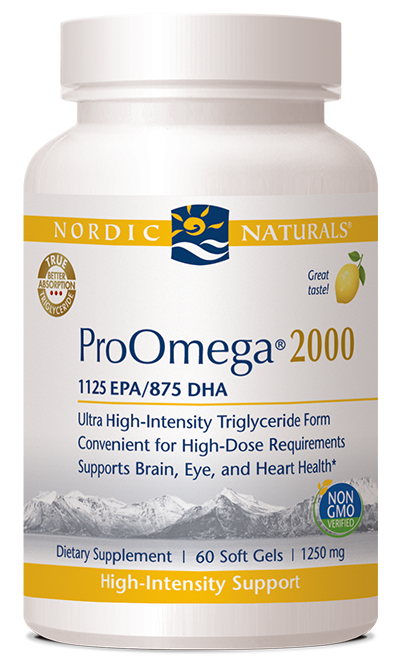 NORDIC NATURALS®
TRUE
BETTER
ABSORPTION
TRIGLYCERIDE
Great
taste!
ProOmega® 2000
1125 EPA/875 DHA
Ultra High-Intensity Triglyceride Form
Convenient for High-Dose Requirements
Supports Brain, Eye, and Heart Health*
NON
GMO
VERIFIED
Dietary Supplement | 60 Soft Gels | 1250 mg
High-Intensity Support